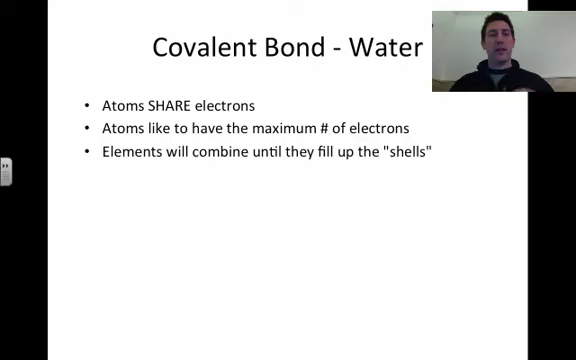 Covalent Bond - Water
• Atoms SHARE electrons
• Atoms like to have the maximum # of electrons
• Elements will combine until they fill up the "shells"